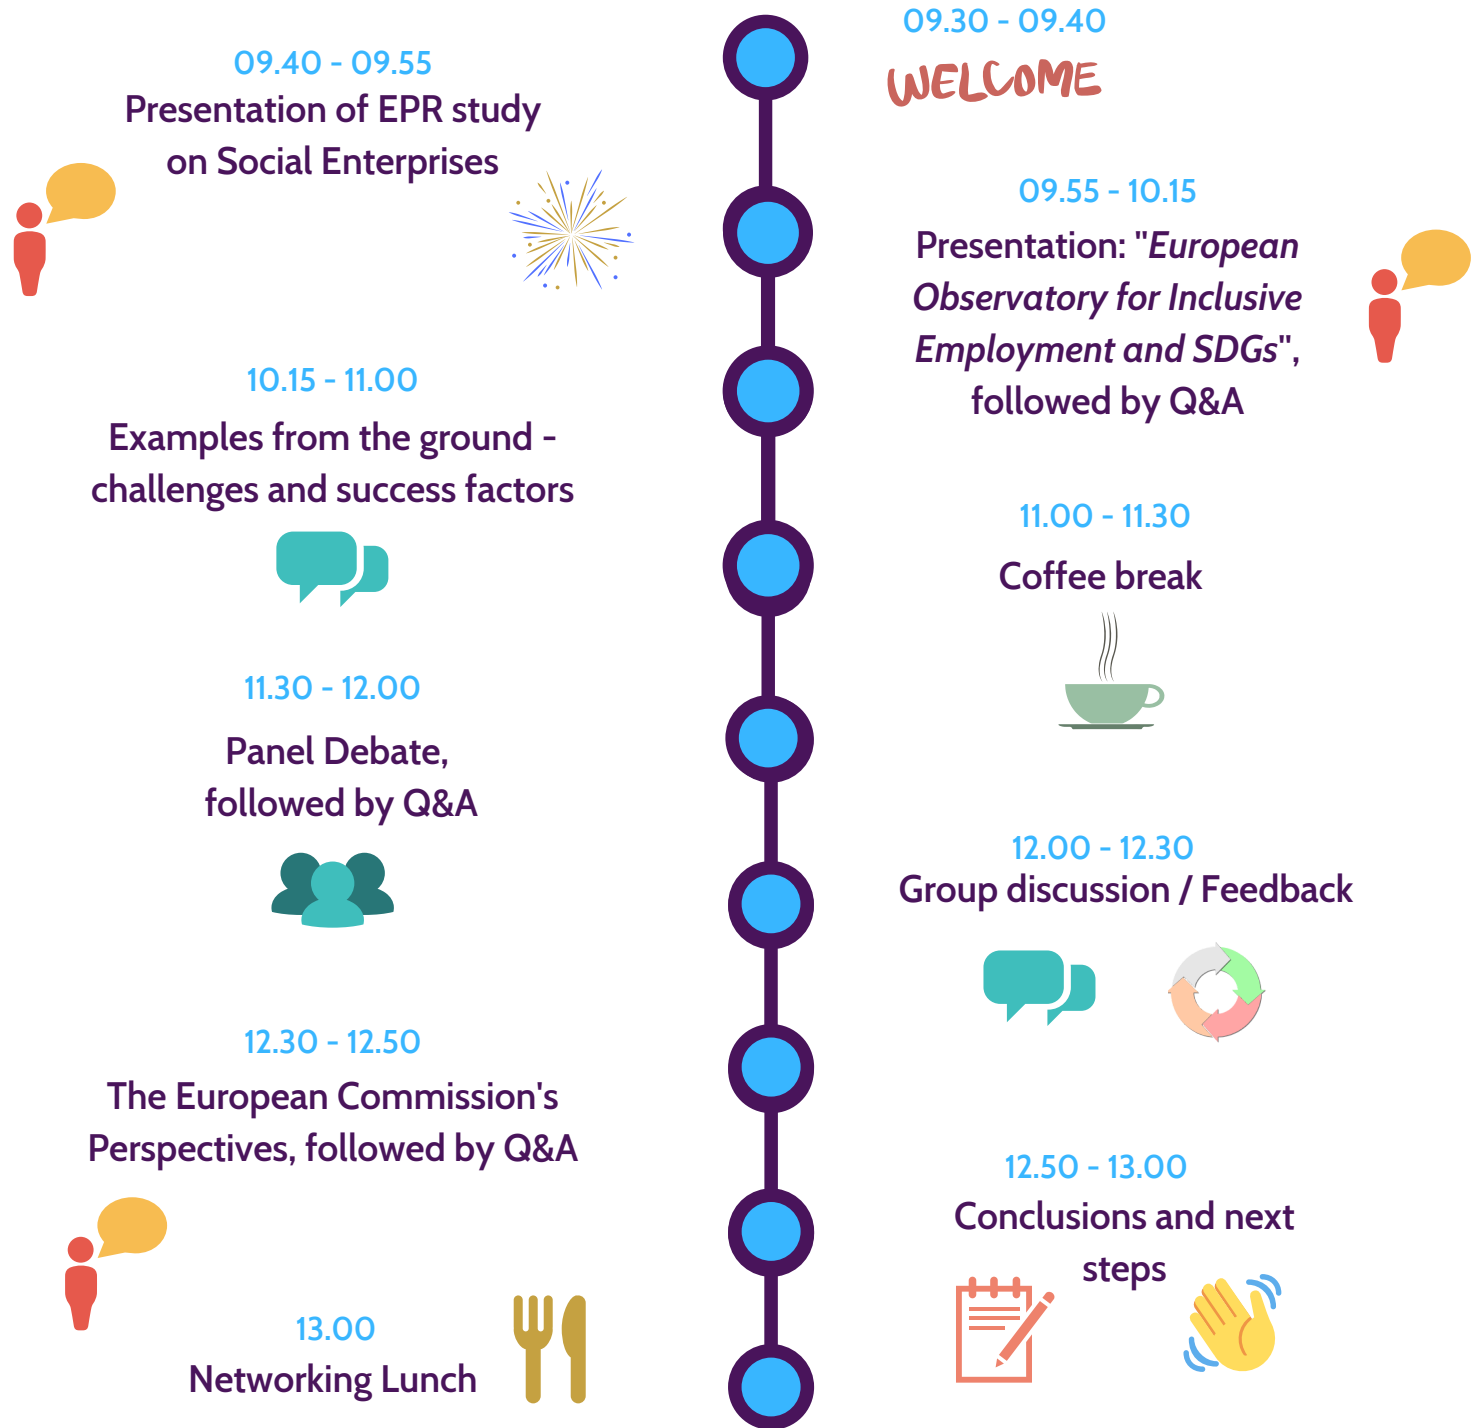 09.30 - 09.40
WELCOME
09.40 - 09.55
Presentation of EPR study
on Social Enterprises
09.55 - 10.15
Presentation: "European
Observatory for Inclusive
Employment and SDGs",
followed by Q&A
10.15 - 11.00
Examples from the ground -
challenges and success factors
11.00 - 11.30
Coffee break
11.30 - 12.00
Panel Debate,
followed by Q&A
12.00 - 12.30
Group discussion / Feedback
12.30 - 12.50
The European Commission's
Perspectives, followed by Q&A
12.50 - 13.00
Conclusions and next
steps
13.00
Networking Lunch